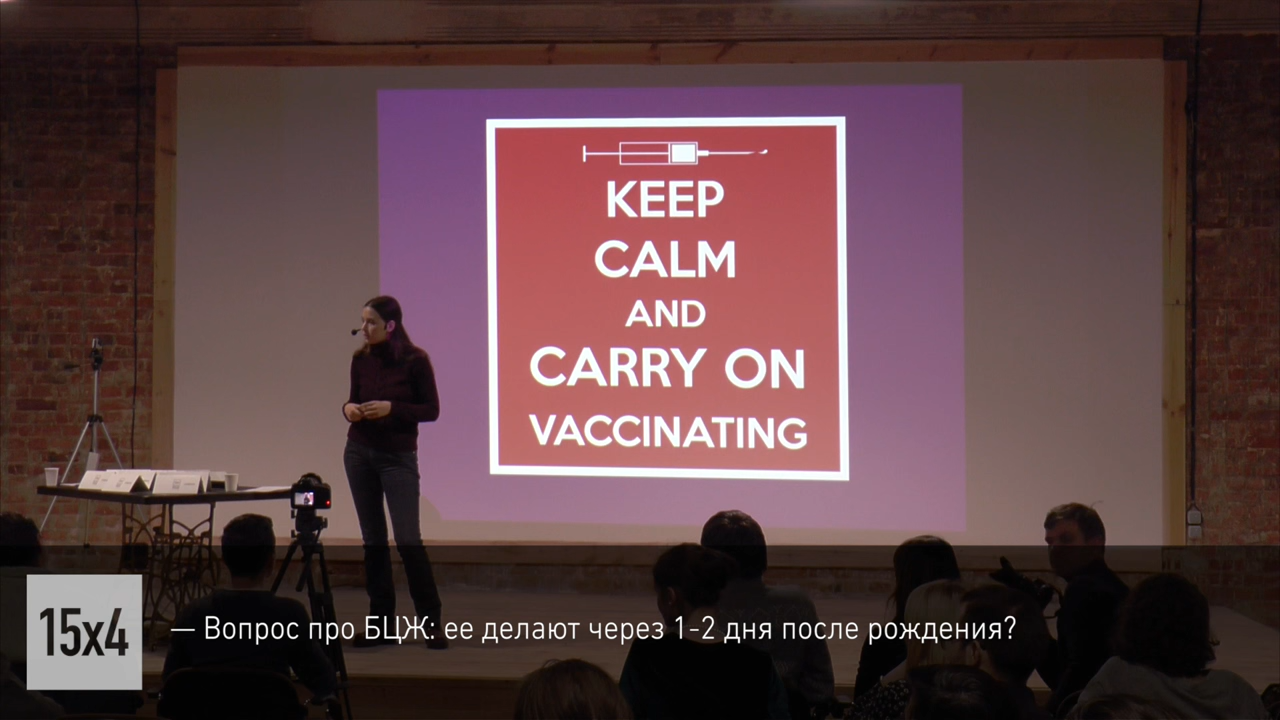 KEEP
CALM
AND
CARRY ON
VACCINATING
15x4
— Вопрос про БЦЖ: ее делают через 1-2 дня после рождения?